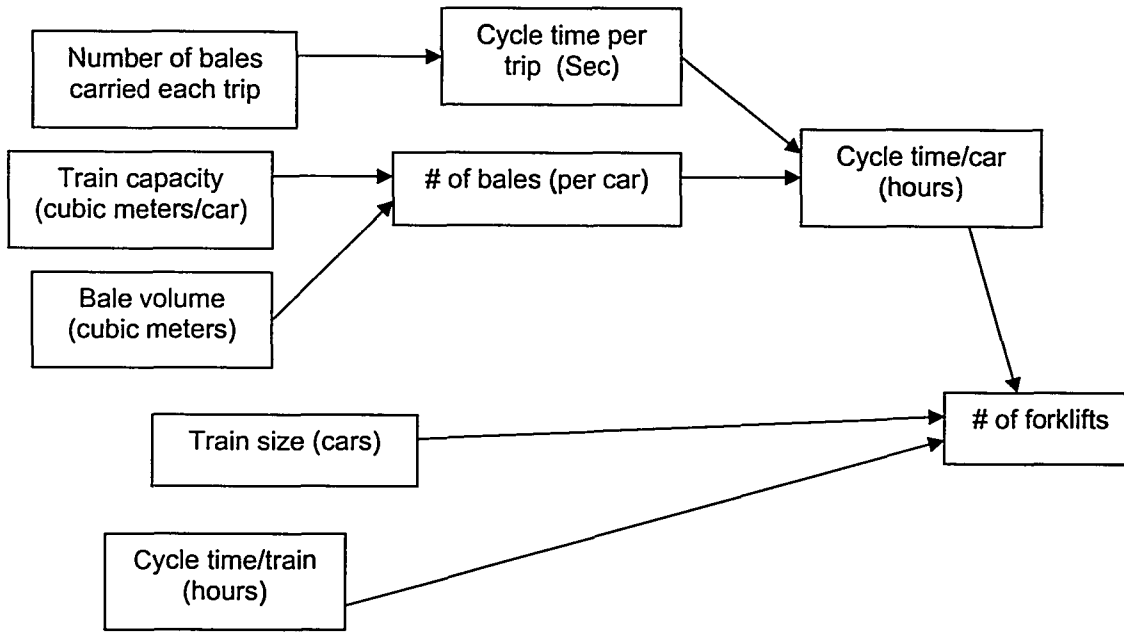 Number of bales
carried each trip
Cycle time per
trip (Sec)
Train capacity
(cubic meters/car)
# of bales (per car)
Cycle time/car
(hours)
Bale volume
(cubic meters)
Train size (cars)
# of forklifts
Cycle time/train
(hours)